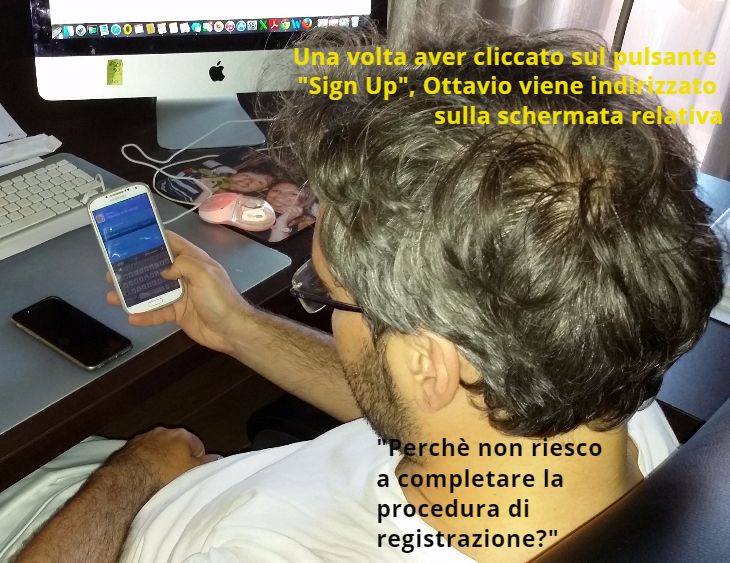 Una volta aver cliccato sul pulsante
"Sign Up", Ottavio viene indirizzato
sulla schermata relativa
"Perchè non riesco
a completare la
procedura di
registrazione?"